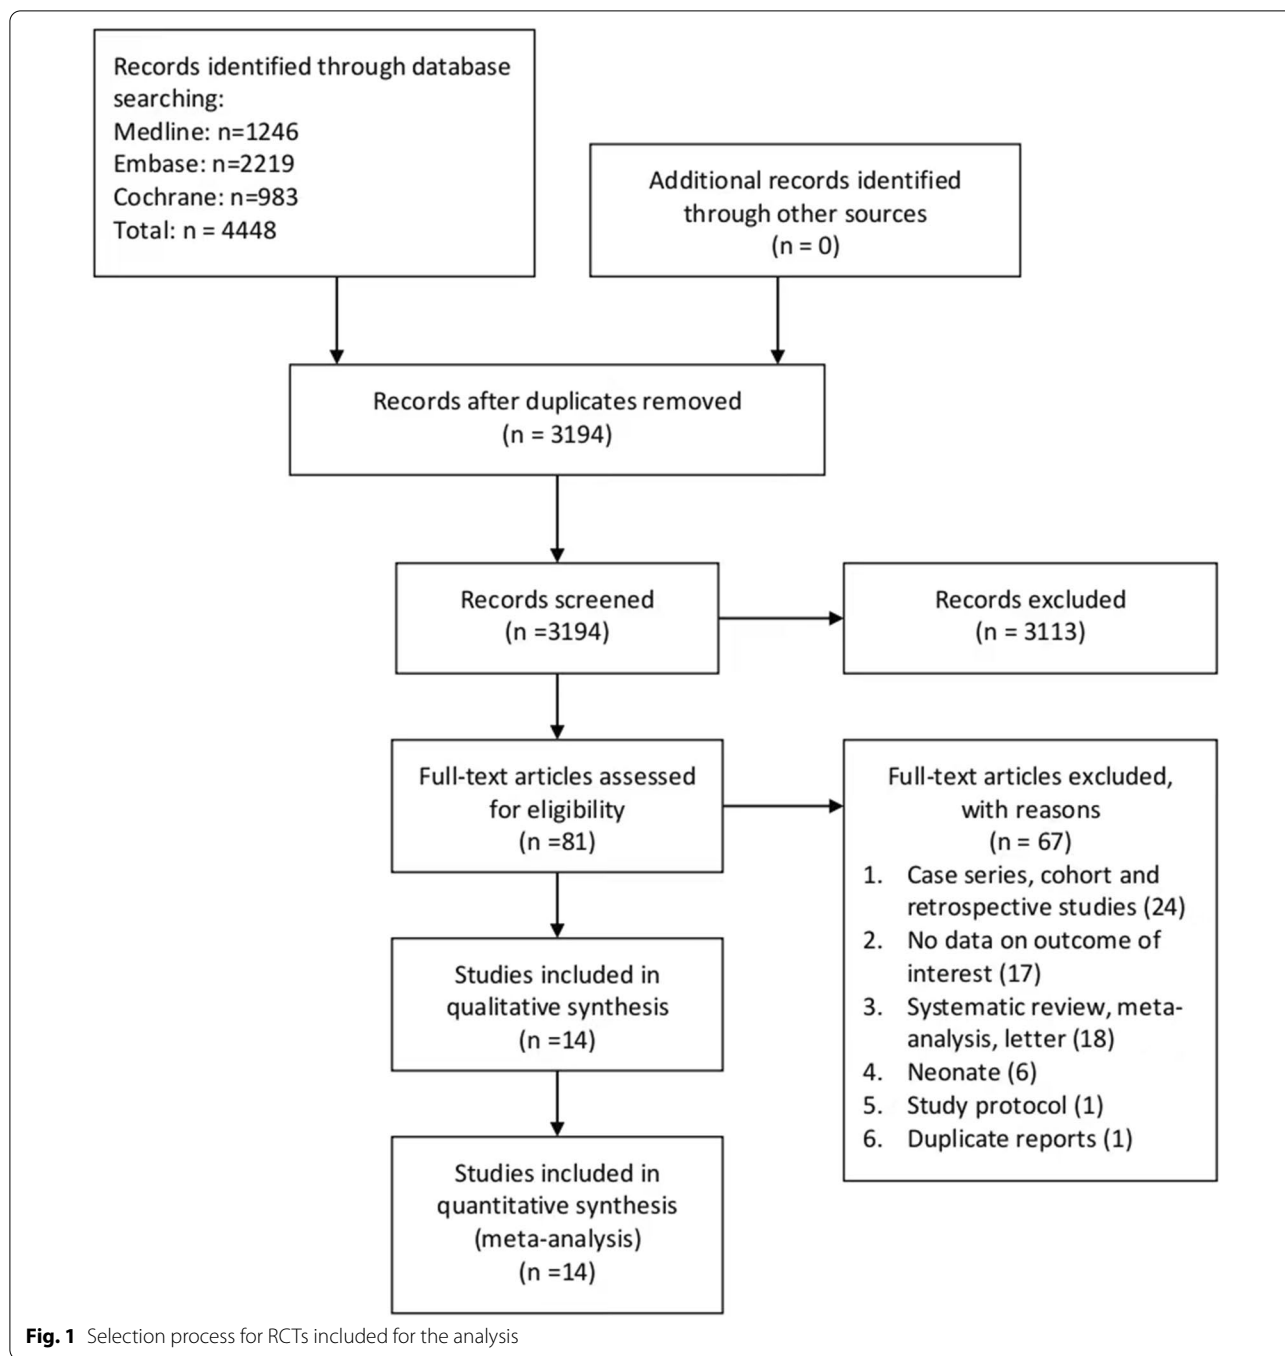 Records identified through database
searching:
Medline: n=1246
Embase: n=2219
Cochrane: n=983
Total: n = 4448
Additional records identified
through other sources
(n = 0)
Records after duplicates removed
(n = 3194)
Records screened
(n =3194)
Records excluded
(n = 3113)
Full-text articles assessed
for eligibility
(n =81)
Full-text articles excluded,
with reasons
(n = 67)
1. Case series, cohort and
retrospective studies (24)
2. No data on outcome of
interest (17)
3. Systematic review, meta-
analysis, letter (18)
4. Neonate (6)
5. Study protocol (1)
6. Duplicate reports (1)
Studies included in
qualitative synthesis
(n =14)
Studies included in
quantitative synthesis
(meta-analysis)
(n =14)
Fig. 1 Selection process for RCTs included for the analysis